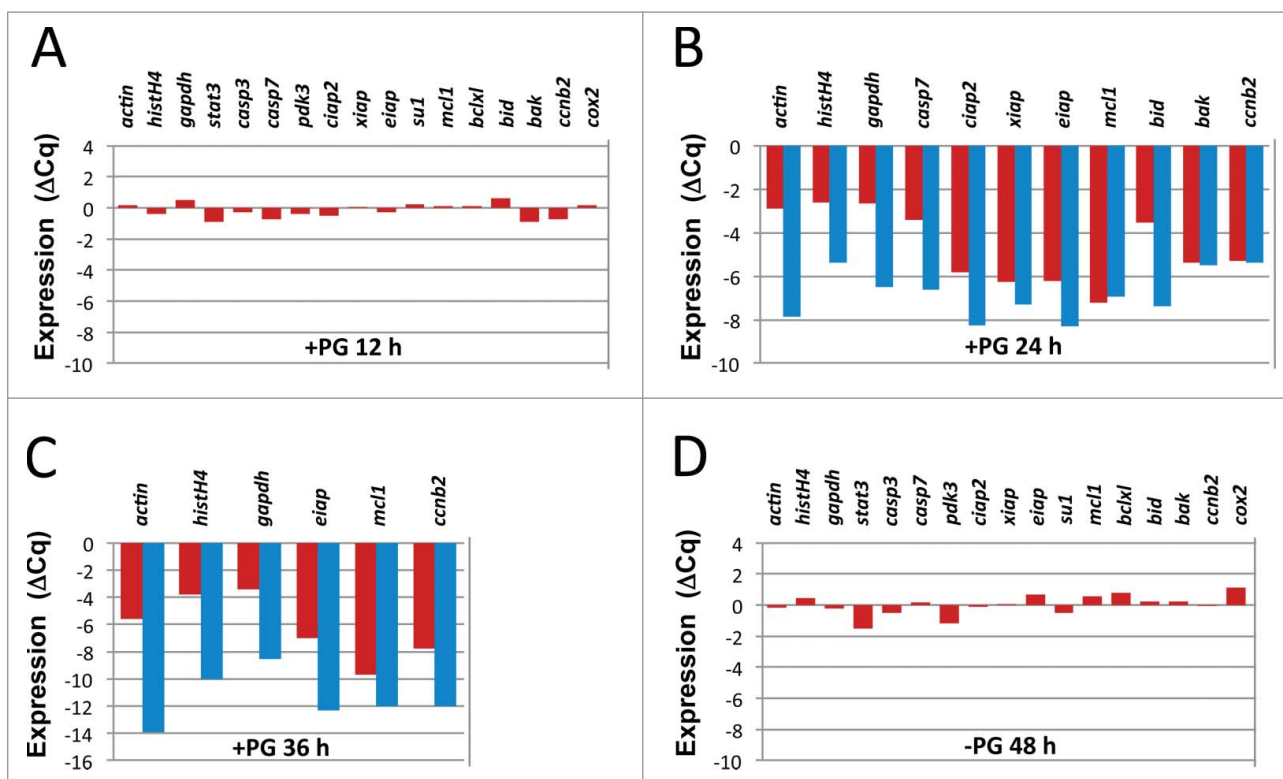 A
actin histH4 gapdh stat3 casp3 casp7 pdk3 ciap2 xiap eiap su1 mcl1 bclxl bid bak ccnb2 cox2
Expression (ΔCq)
4
2
0
-2
-4
-6
-8
-10
+PG 12 h
B
actin histH4 gapdh casp7 ciap2 xiap eiap mcl1 bid bak ccnb2
Expression (ΔCq)
0
-2
-4
-6
-8
-10
+PG 24 h
C
actin histH4 gapdh eiap mcl1 ccnb2
Expression (ΔCq)
0
-2
-4
-6
-8
-10
-12
-14
-16
+PG 36 h
D
actin histH4 gapdh stat3 casp3 casp7 pdk3 ciap2 xiap eiap su1 mcl1 bclxl bid bak ccnb2 cox2
Expression (ΔCq)
4
2
0
-2
-4
-6
-8
-10
-PG 48 h